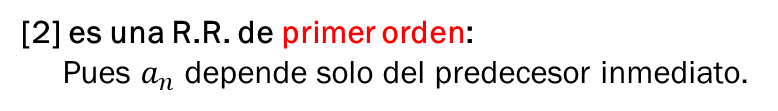 [2] es una R.R. de primer orden:
Pues aₙ depende solo del predecesor inmediato.